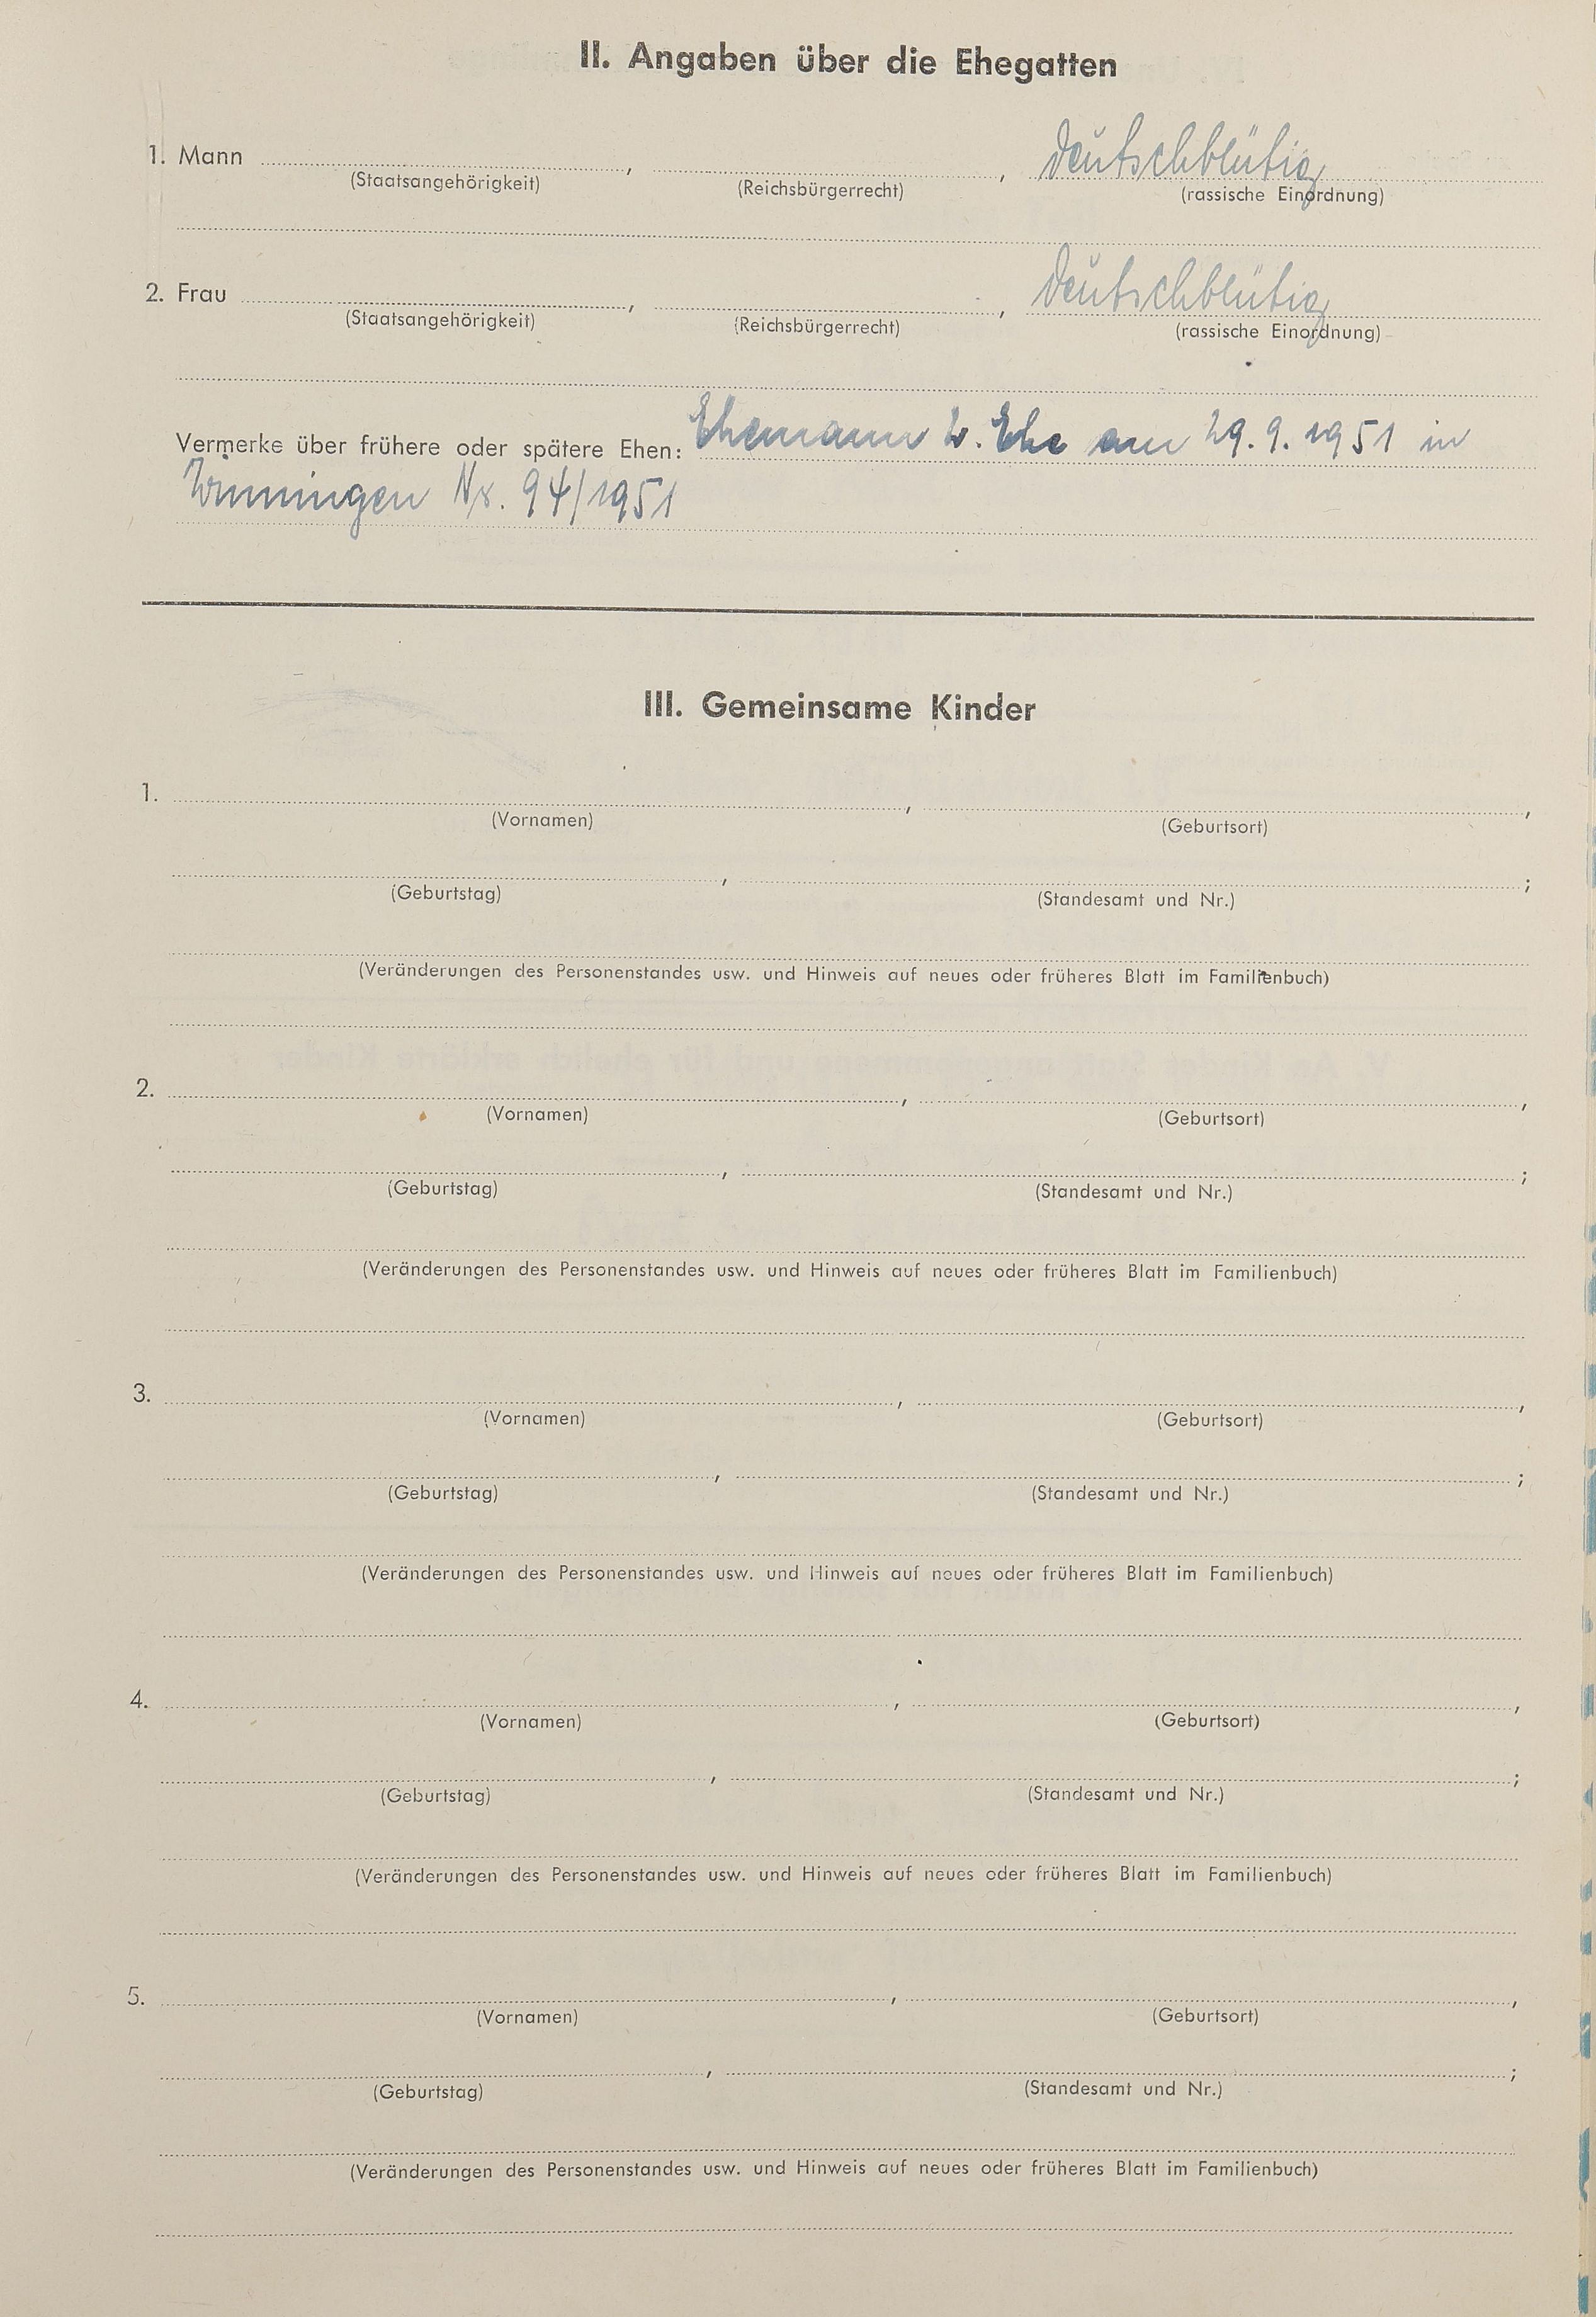 II. Angaben über die Ehegatten
1. Mann , , deutschblütig
(Staatsangehörigkeit) (Reichsbürgerrecht) (rassische Einordnung)
2. Frau , , deutschblütig
(Staatsangehörigkeit) (Reichsbürgerrecht) (rassische Einordnung)
Vermerke über frühere oder spätere Ehen: Ehemann 2. Ehe am 29.9.1951 in
Winningen Nr. 94/1951
III. Gemeinsame Kinder
1. , ,
(Vornamen) (Geburtsort)
, ;
(Geburtstag) (Standesamt und Nr.)
(Veränderungen des Personenstandes usw. und Hinweis auf neues oder früheres Blatt im Familienbuch)
2. , ,
(Vornamen) (Geburtsort)
, ;
(Geburtstag) (Standesamt und Nr.)
(Veränderungen des Personenstandes usw. und Hinweis auf neues oder früheres Blatt im Familienbuch)
3. , ,
(Vornamen) (Geburtsort)
, ;
(Geburtstag) (Standesamt und Nr.)
(Veränderungen des Personenstandes usw. und Hinweis auf neues oder früheres Blatt im Familienbuch)
4. , ,
(Vornamen) (Geburtsort)
, ;
(Geburtstag) (Standesamt und Nr.)
(Veränderungen des Personenstandes usw. und Hinweis auf neues oder früheres Blatt im Familienbuch)
5. , ,
(Vornamen) (Geburtsort)
, ;
(Geburtstag) (Standesamt und Nr.)
(Veränderungen des Personenstandes usw. und Hinweis auf neues oder früheres Blatt im Familienbuch)